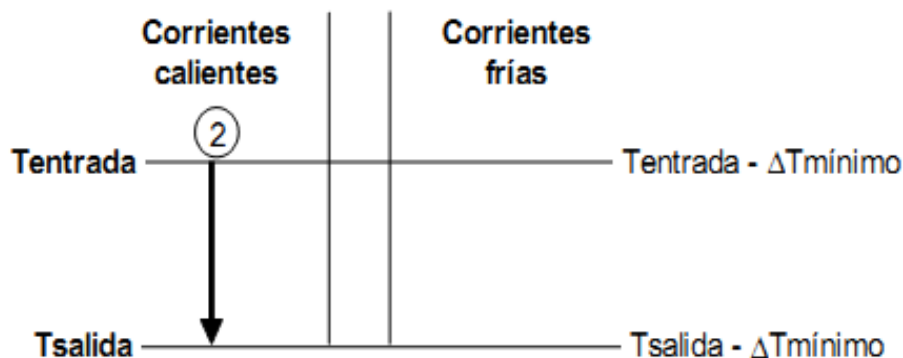 Corrientes
calientes
Corrientes
frías
2
Tentrada
Tentrada - ΔTmínimo
Tsalida
Tsalida - ΔTmínimo